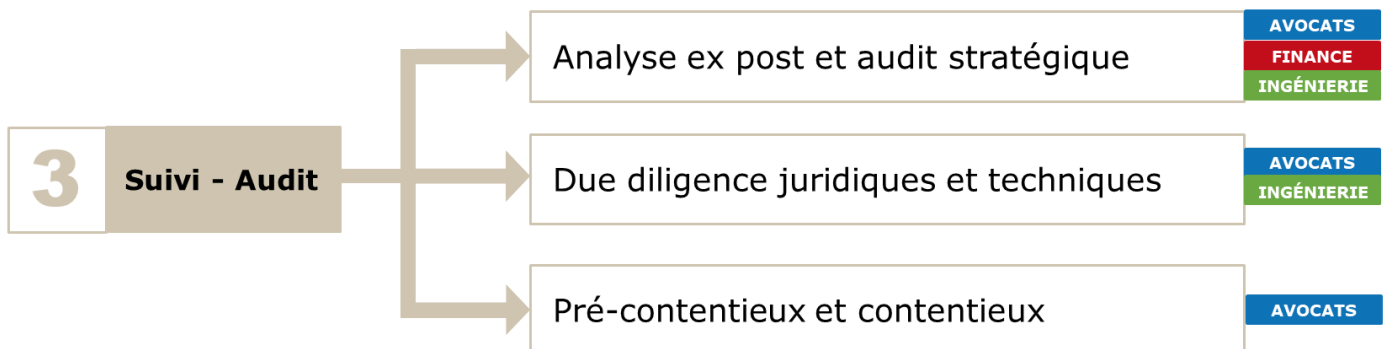 3
Suivi - Audit
Analyse ex post et audit stratégique
AVOCATS
FINANCE
INGÉNIERIE
Due diligence juridiques et techniques
AVOCATS
INGÉNIERIE
Pré-contentieux et contentieux
AVOCATS